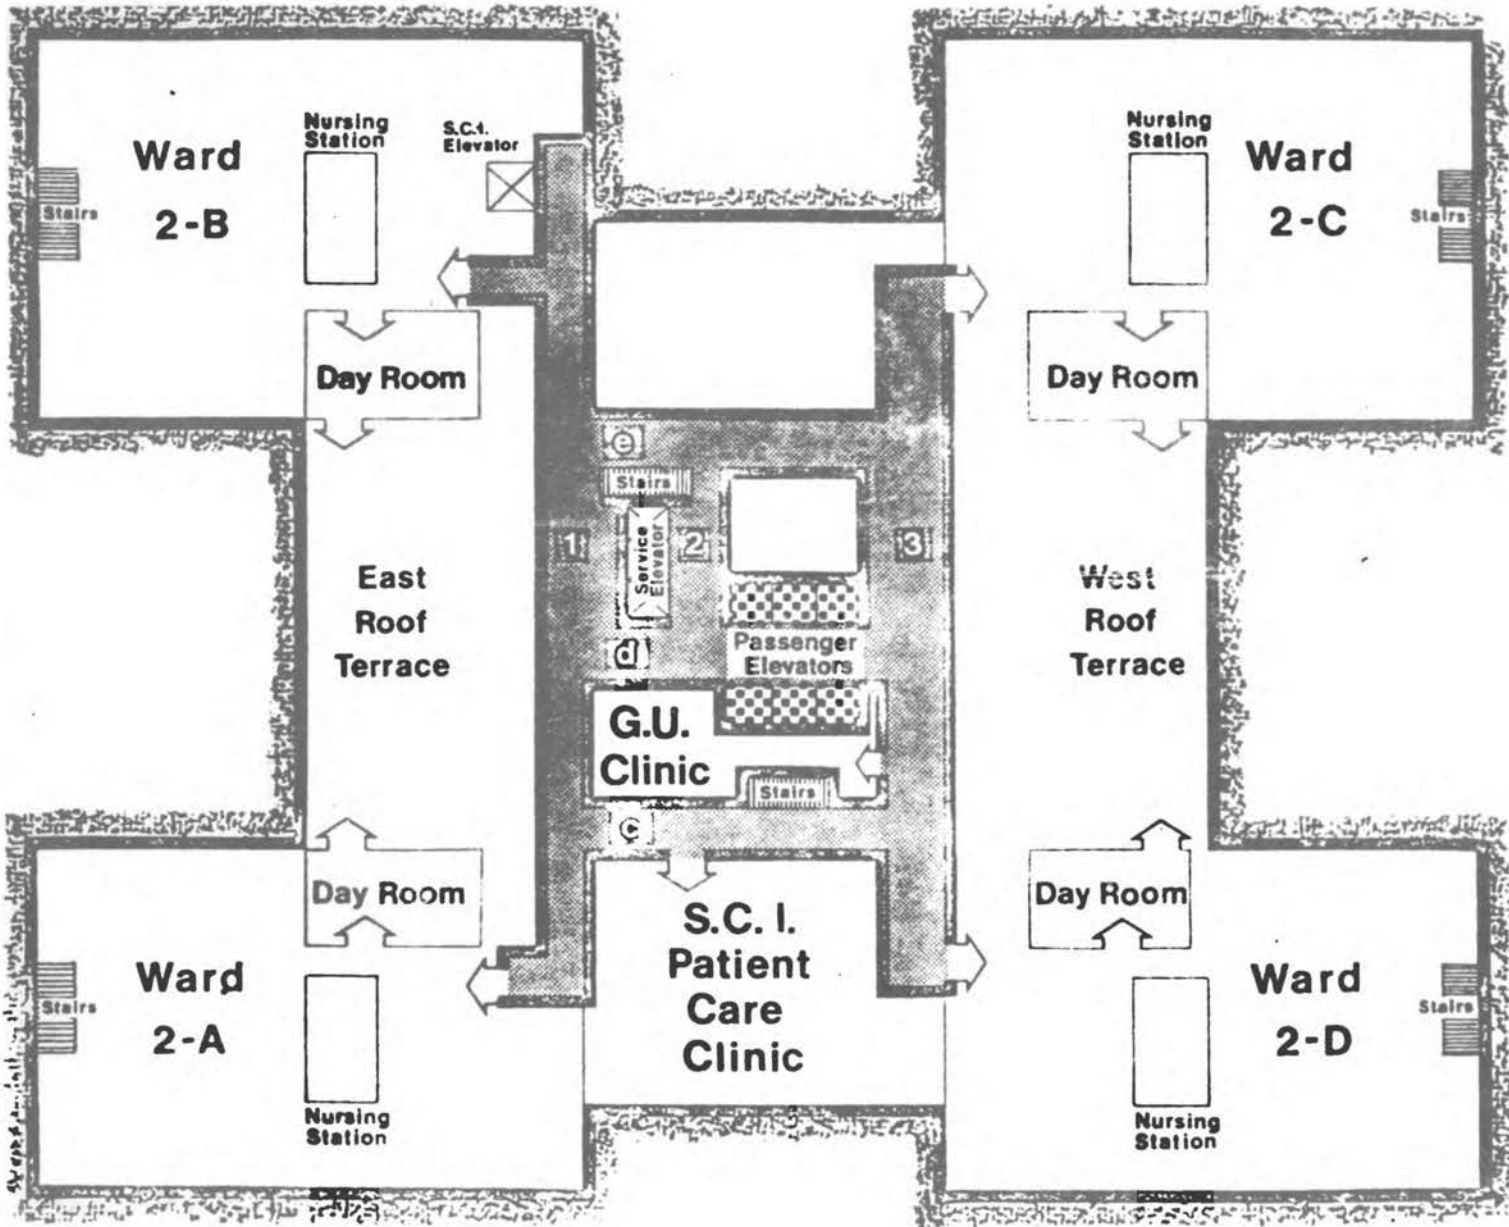 Ward
2-B
Stairs
Nursing
Station
S.C.I.
Elevator
Day Room
Nursing
Station
Ward
2-C
Stairs
Day Room
e
Stairs
1
Service
Elevator
2
3
East
Roof
Terrace
West
Roof
Terrace
d
Passenger
Elevators
G.U.
Clinic
Stairs
c
Day Room
Day Room
Ward
2-A
Stairs
Nursing
Station
S.C.I.
Patient
Care
Clinic
Ward
2-D
Stairs
Nursing
Station